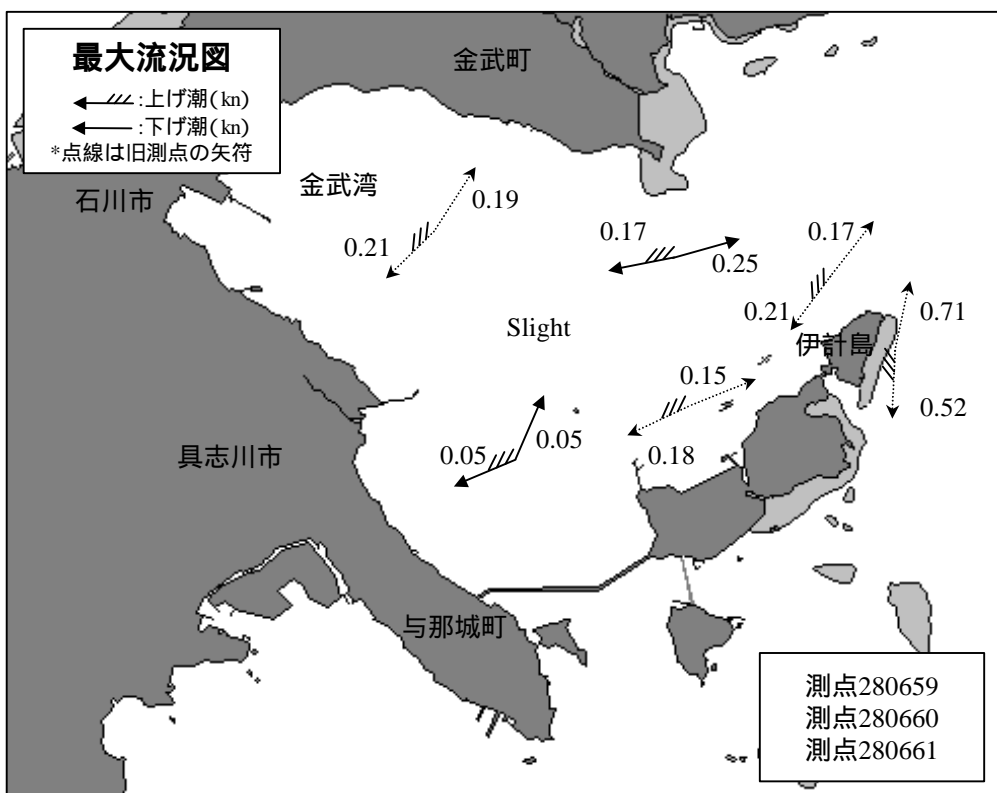 最大流況図
:上げ潮(kn)
:下げ潮(kn)
*点線は旧測点の矢符
金武町
石川市
金武湾
0.19
0.21
0.17
0.25
0.17
0.21
Slight
伊計島
0.71
0.52
0.15
0.18
0.05
0.05
具志川市
与那城町
測点280659
測点280660
測点280661